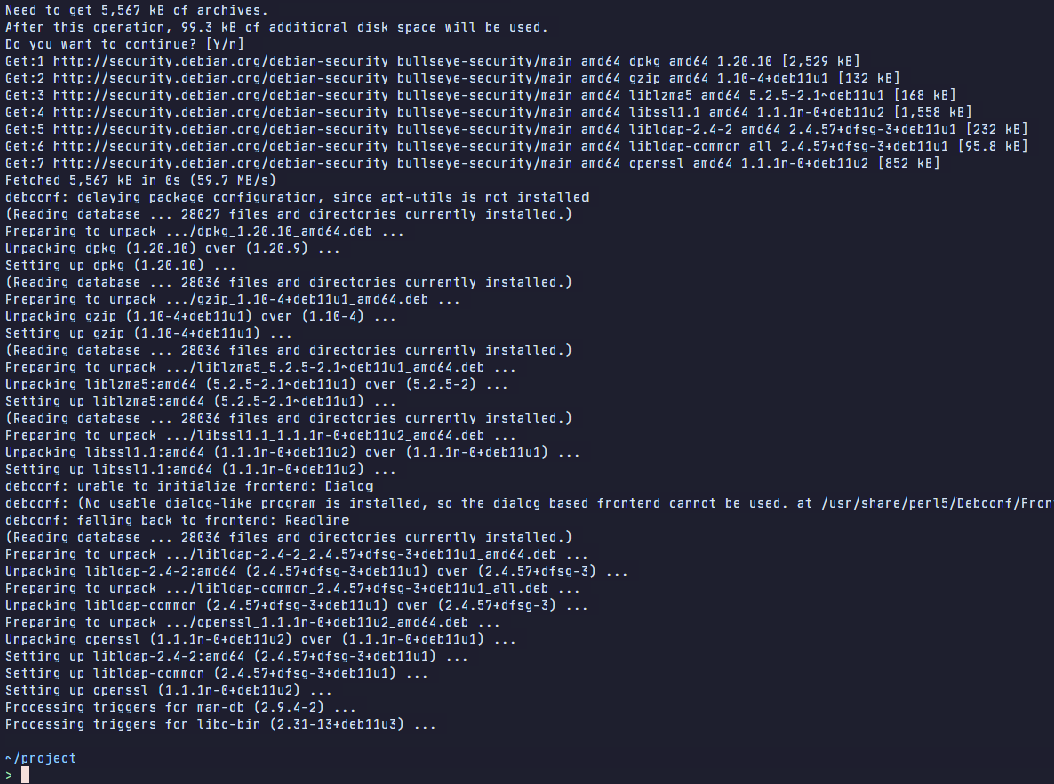 Need to get 5,567 kB of archives.
After this operation, 99.3 kB of additional disk space will be used.
Do you want to continue? [Y/n]
Get:1 http://security.debian.org/debian-security bullseye-security/main amd64 dpkg amd64 1.20.10 [2,529 kB]
Get:2 http://security.debian.org/debian-security bullseye-security/main amd64 gzip amd64 1.10-4+deb11u1 [132 kB]
Get:3 http://security.debian.org/debian-security bullseye-security/main amd64 liblzma5 amd64 5.2.5-2.1~deb11u1 [168 kB]
Get:4 http://security.debian.org/debian-security bullseye-security/main amd64 libssl1.1 amd64 1.1.1n-0+deb11u2 [1,558 kB]
Get:5 http://security.debian.org/debian-security bullseye-security/main amd64 libldap-2.4-2 amd64 2.4.57+dfsg-3+deb11u1 [232 kB]
Get:6 http://security.debian.org/debian-security bullseye-security/main amd64 libldap-common all 2.4.57+dfsg-3+deb11u1 [95.8 kB]
Get:7 http://security.debian.org/debian-security bullseye-security/main amd64 openssl amd64 1.1.1n-0+deb11u2 [852 kB]
Fetched 5,567 kB in 0s (59.7 MB/s)
debconf: delaying package configuration, since apt-utils is not installed
(Reading database ... 28027 files and directories currently installed.)
Preparing to unpack .../dpkg_1.20.10_amd64.deb ...
Unpacking dpkg (1.20.10) over (1.20.9) ...
Setting up dpkg (1.20.10) ...
(Reading database ... 28036 files and directories currently installed.)
Preparing to unpack .../gzip_1.10-4+deb11u1_amd64.deb ...
Unpacking gzip (1.10-4+deb11u1) over (1.10-4) ...
Setting up gzip (1.10-4+deb11u1) ...
(Reading database ... 28036 files and directories currently installed.)
Preparing to unpack .../liblzma5_5.2.5-2.1~deb11u1_amd64.deb ...
Unpacking liblzma5:amd64 (5.2.5-2.1~deb11u1) over (5.2.5-2) ...
Setting up liblzma5:amd64 (5.2.5-2.1~deb11u1) ...
(Reading database ... 28036 files and directories currently installed.)
Preparing to unpack .../libssl1.1_1.1.1n-0+deb11u2_amd64.deb ...
Unpacking libssl1.1:amd64 (1.1.1n-0+deb11u2) over (1.1.1n-0+deb11u1) ...
Setting up libssl1.1:amd64 (1.1.1n-0+deb11u2) ...
debconf: unable to initialize frontend: Dialog
debconf: (No usable dialog-like program is installed, so the dialog based frontend cannot be used. at /usr/share/perl5/Debconf/Fron
debconf: falling back to frontend: Readline
(Reading database ... 28036 files and directories currently installed.)
Preparing to unpack .../libldap-2.4-2_2.4.57+dfsg-3+deb11u1_amd64.deb ...
Unpacking libldap-2.4-2:amd64 (2.4.57+dfsg-3+deb11u1) over (2.4.57+dfsg-3) ...
Preparing to unpack .../libldap-common_2.4.57+dfsg-3+deb11u1_all.deb ...
Unpacking libldap-common (2.4.57+dfsg-3+deb11u1) over (2.4.57+dfsg-3) ...
Preparing to unpack .../openssl_1.1.1n-0+deb11u2_amd64.deb ...
Unpacking openssl (1.1.1n-0+deb11u2) over (1.1.1n-0+deb11u1) ...
Setting up libldap-2.4-2:amd64 (2.4.57+dfsg-3+deb11u1) ...
Setting up libldap-common (2.4.57+dfsg-3+deb11u1) ...
Setting up openssl (1.1.1n-0+deb11u2) ...
Processing triggers for man-db (2.9.4-2) ...
Processing triggers for libc-bin (2.31-13+deb11u3) ...
~/project
>